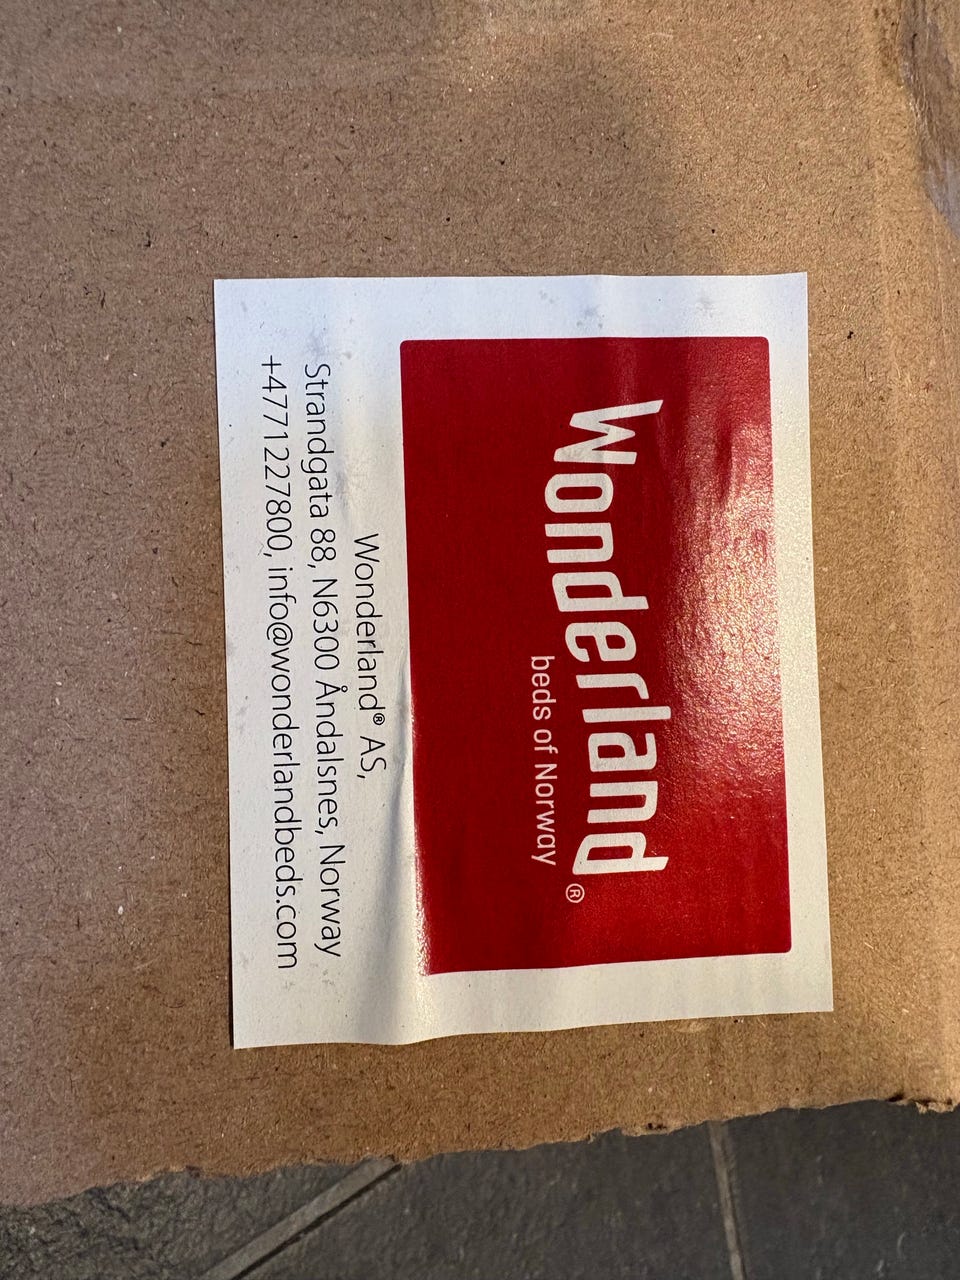 Wonderland®
beds of Norway
Wonderland® AS,
Strandgata 88, N6300 Åndalsnes, Norway
+4771227800, info@wonderlandbeds.com